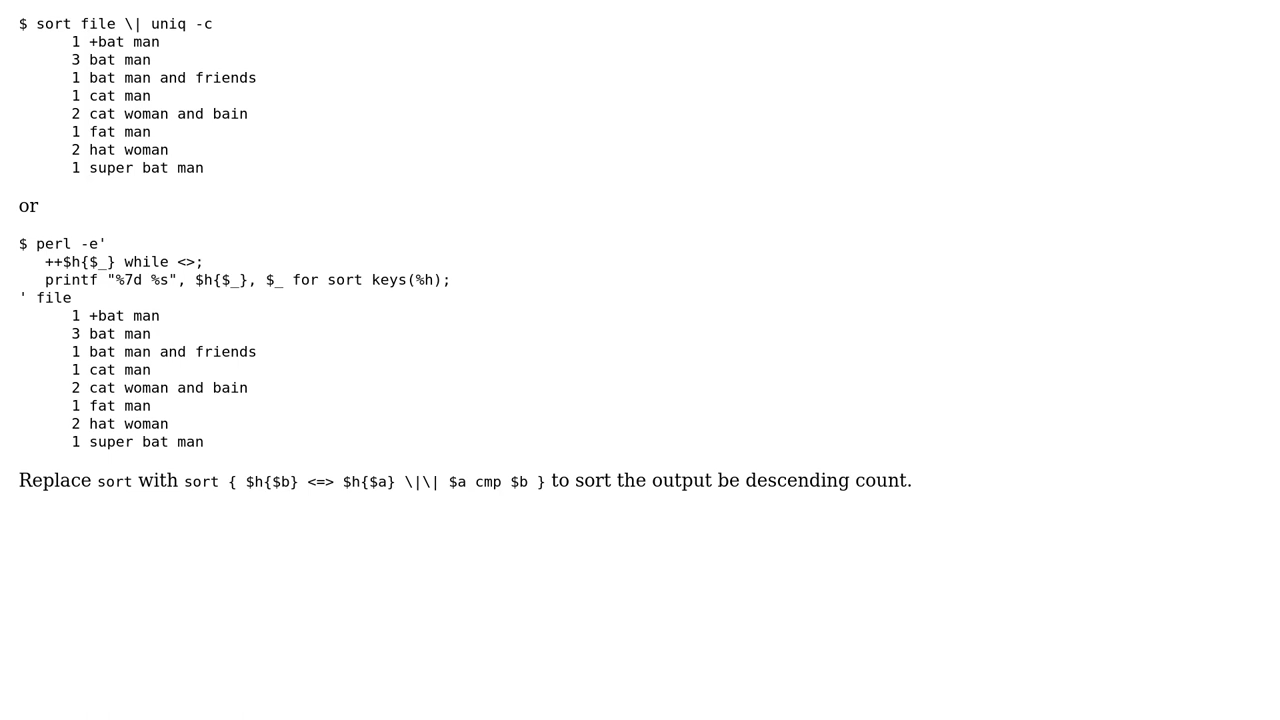 $ sort file \| uniq -c
      1 +bat man
      3 bat man
      1 bat man and friends
      1 cat man
      2 cat woman and bain
      1 fat man
      2 hat woman
      1 super bat man
or
$ perl -e'
   ++$h{$_} while <>;
   printf "%7d %s", $h{$_}, $_ for sort keys(%h);
' file
      1 +bat man
      3 bat man
      1 bat man and friends
      1 cat man
      2 cat woman and bain
      1 fat man
      2 hat woman
      1 super bat man
Replace sort with sort { $h{$b} <=> $h{$a} \|\| $a cmp $b } to sort the output be descending count.